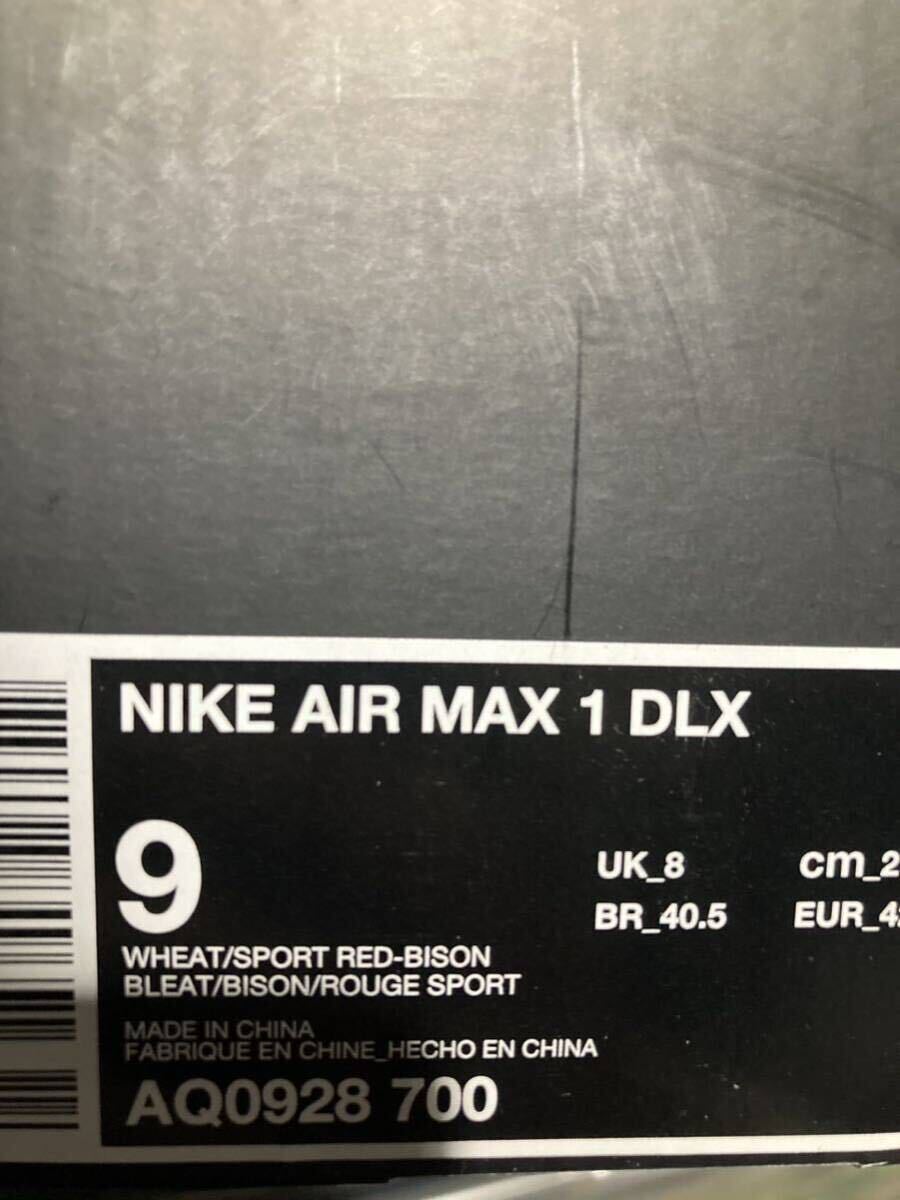 NIKE AIR MAX 1 DLX
9
UK_8
BR_40.5
WHEAT/SPORT RED-BISON
BLEAT/BISON/ROUGE SPORT
MADE IN CHINA
FABRIQUE EN CHINE_HECHO EN CHINA
AQ0928 700